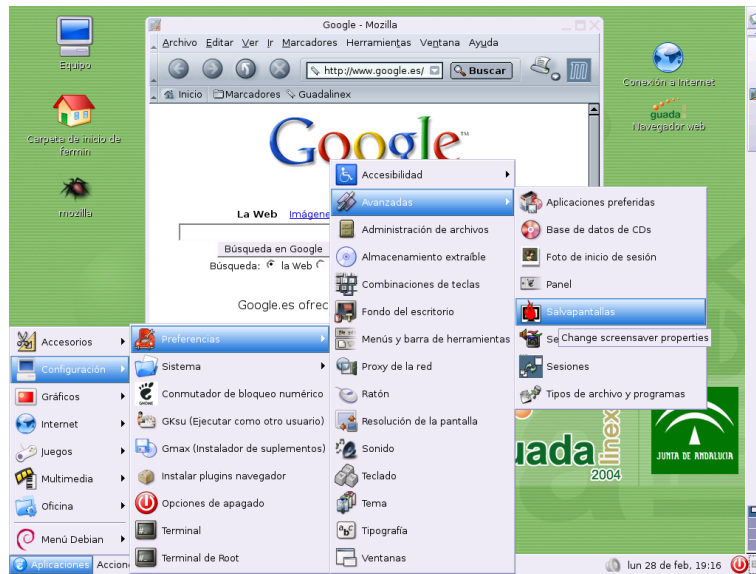 Google - Mozilla
Archivo Editar Ver Ir Marcadores Herramientas Ventana Ayuda
http://www.google.es/
Buscar
Inicio
Marcadores
Guadalinex
Google™
La Web
Búsqueda en Google
Búsqueda:
la Web
Google.es ofrec
Equipo
Carpeta de inicio de
fermin
mozilla
Conexión a Internet
guada
Navegador web
Accesorios
Configuración
Gráficos
Internet
Juegos
Multimedia
Oficina
Menú Debian
Aplicaciones
Preferencias
Sistema
Conmutador de bloqueo numérico
GKsu (Ejecutar como otro usuario)
Gmax (Instalador de suplementos)
Instalar plugins navegador
Opciones de apagado
Terminal
Terminal de Root
Accesibilidad
Avanzadas
Administración de archivos
Almacenamiento extraíble
Combinaciones de teclas
Fondo del escritorio
Menús y barra de herramientas
Proxy de la red
Ratón
Resolución de la pantalla
Sonido
Teclado
Tema
Tipografía
Ventanas
Aplicaciones preferidas
Base de datos de CDs
Foto de inicio de sesión
Panel
Salvapantallas
Change screensaver properties
Sesiones
Tipos de archivo y programas
guada
linex
2004
JUNTA DE ANDALUCIA
lun 28 de feb, 19:16